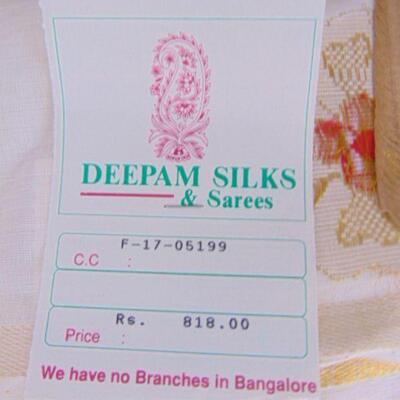 DEEPAM SILKS
& Sarees
F-17-05199
C.C :
Rs. 818.00
Price :
We have no Branches in Bangalore